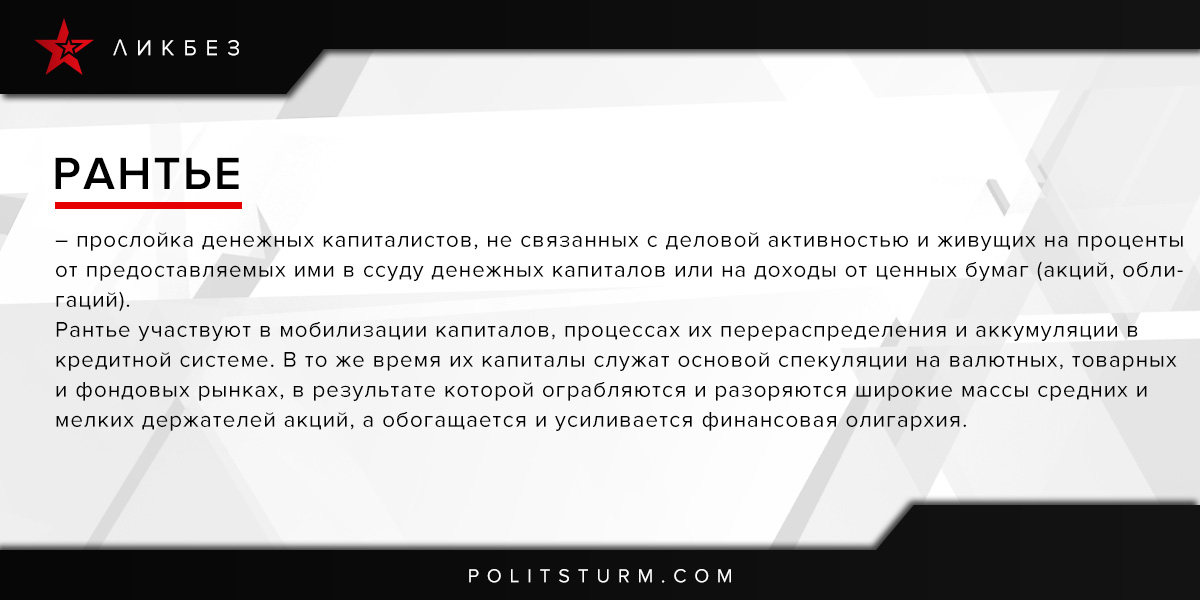 ЛИКБЕЗ
РАНТЬЕ
– прослойка денежных капиталистов, не связанных с деловой активностью и живущих на проценты
от предоставляемых ими в ссуду денежных капиталов или на доходы от ценных бумаг (акций, обли-
гаций).
Рантье участвуют в мобилизации капиталов, процессах их перераспределения и аккумуляции в
кредитной системе. В то же время их капиталы служат основой спекуляции на валютных, товарных
и фондовых рынках, в результате которой ограбляются и разоряются широкие массы средних и
мелких держателей акций, а обогащается и усиливается финансовая олигархия.
POLITSTURM.COM